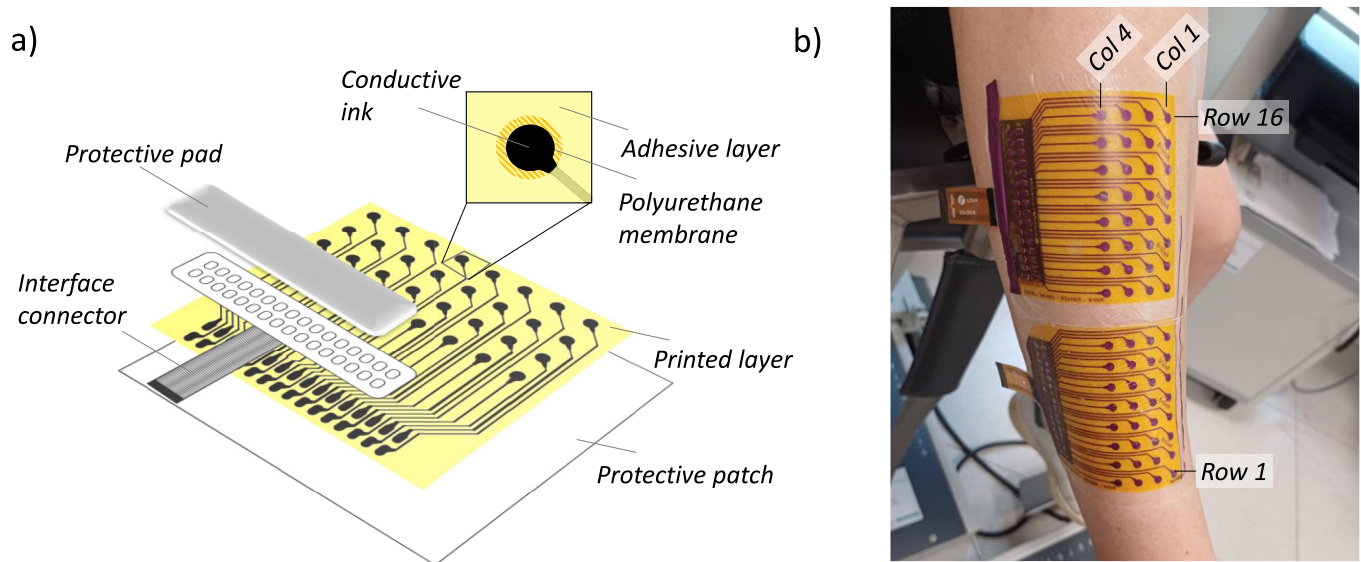 a)
Conductive
ink
Protective pad
Adhesive layer
Polyurethane
membrane
Interface
connector
Printed layer
Protective patch
b)
Col 4
Col 1
Row 16
Row 1